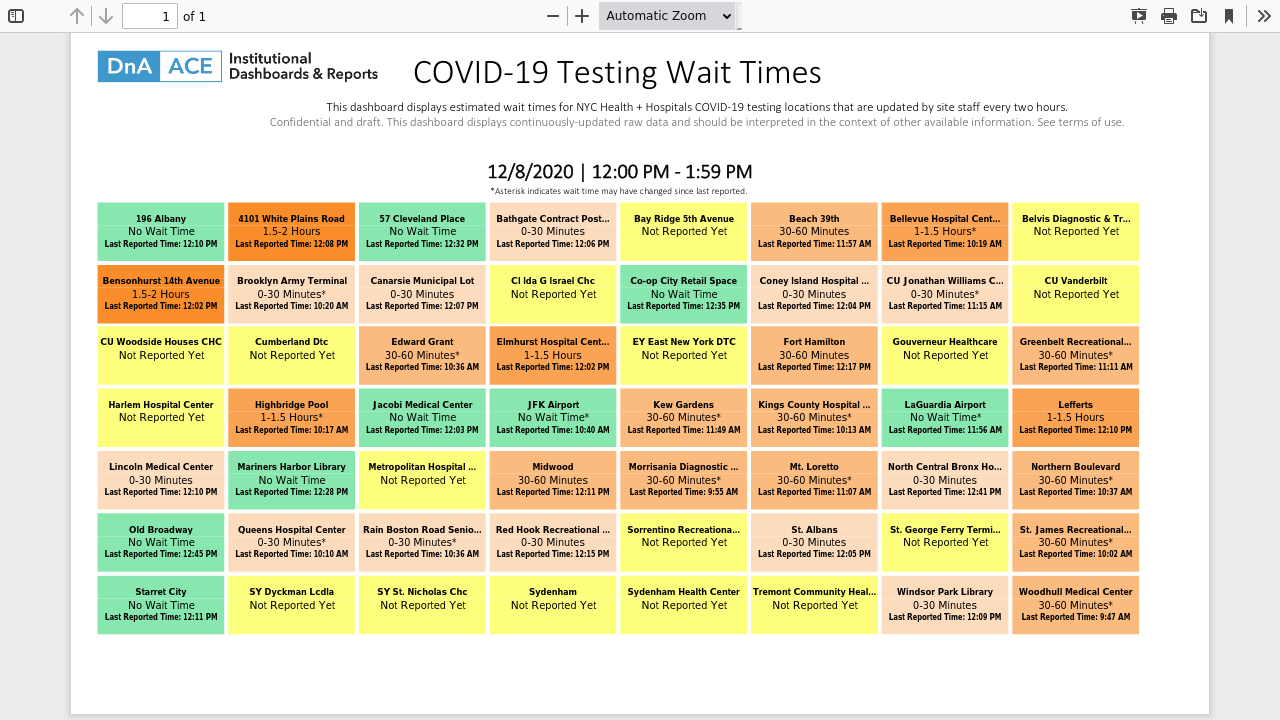 1 of 1 Automatic Zoom
DnA ACE Institutional
Dashboards & Reports
COVID-19 Testing Wait Times
This dashboard displays estimated wait times for NYC Health + Hospitals COVID-19 testing locations that are updated by site staff every two hours.
Confidential and draft. This dashboard displays continuously-updated raw data and should be interpreted in the context of other available information. See terms of use.
12/8/2020 | 12:00 PM - 1:59 PM
*Asterisk indicates wait time may have changed since last reported.
196 Albany
No Wait Time
Last Reported Time: 12:10 PM
4101 White Plains Road
1.5-2 Hours
Last Reported Time: 12:08 PM
57 Cleveland Place
No Wait Time
Last Reported Time: 12:32 PM
Bathgate Contract Post...
0-30 Minutes
Last Reported Time: 12:06 PM
Bay Ridge 5th Avenue
Not Reported Yet
Beach 39th
30-60 Minutes
Last Reported Time: 11:57 AM
Bellevue Hospital Cent...
1-1.5 Hours*
Last Reported Time: 10:19 AM
Belvis Diagnostic & Tr...
Not Reported Yet
Bensonhurst 14th Avenue
1.5-2 Hours
Last Reported Time: 12:02 PM
Brooklyn Army Terminal
0-30 Minutes*
Last Reported Time: 10:20 AM
Canarsie Municipal Lot
0-30 Minutes
Last Reported Time: 12:07 PM
CI Ida G Israel Chc
Not Reported Yet
Co-op City Retail Space
No Wait Time
Last Reported Time: 12:35 PM
Coney Island Hospital ...
0-30 Minutes
Last Reported Time: 12:04 PM
CU Jonathan Williams C...
0-30 Minutes*
Last Reported Time: 11:15 AM
CU Vanderbilt
Not Reported Yet
CU Woodside Houses CHC
Not Reported Yet
Cumberland Dtc
Not Reported Yet
Edward Grant
30-60 Minutes*
Last Reported Time: 10:36 AM
Elmhurst Hospital Cent...
1-1.5 Hours
Last Reported Time: 12:02 PM
EY East New York DTC
Not Reported Yet
Fort Hamilton
30-60 Minutes
Last Reported Time: 12:17 PM
Gouverneur Healthcare
Not Reported Yet
Greenbelt Recreational...
30-60 Minutes*
Last Reported Time: 11:11 AM
Harlem Hospital Center
Not Reported Yet
Highbridge Pool
1-1.5 Hours*
Last Reported Time: 10:17 AM
Jacobi Medical Center
No Wait Time
Last Reported Time: 12:03 PM
JFK Airport
No Wait Time*
Last Reported Time: 10:40 AM
Kew Gardens
30-60 Minutes*
Last Reported Time: 11:49 AM
Kings County Hospital ...
30-60 Minutes*
Last Reported Time: 10:13 AM
LaGuardia Airport
No Wait Time*
Last Reported Time: 11:56 AM
Lefferts
1-1.5 Hours
Last Reported Time: 12:10 PM
Lincoln Medical Center
0-30 Minutes
Last Reported Time: 12:10 PM
Mariners Harbor Library
No Wait Time
Last Reported Time: 12:28 PM
Metropolitan Hospital ...
Not Reported Yet
Midwood
30-60 Minutes
Last Reported Time: 12:11 PM
Morrisania Diagnostic ...
30-60 Minutes*
Last Reported Time: 9:55 AM
Mt. Loretto
30-60 Minutes*
Last Reported Time: 11:07 AM
North Central Bronx Ho...
0-30 Minutes
Last Reported Time: 12:41 PM
Northern Boulevard
30-60 Minutes*
Last Reported Time: 10:37 AM
Old Broadway
No Wait Time
Last Reported Time: 12:45 PM
Queens Hospital Center
0-30 Minutes*
Last Reported Time: 10:10 AM
Rain Boston Road Senio...
0-30 Minutes*
Last Reported Time: 10:36 AM
Red Hook Recreational ...
0-30 Minutes
Last Reported Time: 12:15 PM
Sorrentino Recreationa...
Not Reported Yet
St. Albans
0-30 Minutes
Last Reported Time: 12:05 PM
St. George Ferry Termi...
Not Reported Yet
St. James Recreational...
30-60 Minutes*
Last Reported Time: 10:02 AM
Starret City
No Wait Time
Last Reported Time: 12:11 PM
SY Dyckman Lcdla
Not Reported Yet
SY St. Nicholas Chc
Not Reported Yet
Sydenham
Not Reported Yet
Sydenham Health Center
Not Reported Yet
Tremont Community Heal...
Not Reported Yet
Windsor Park Library
0-30 Minutes
Last Reported Time: 12:09 PM
Woodhull Medical Center
30-60 Minutes*
Last Reported Time: 9:47 AM